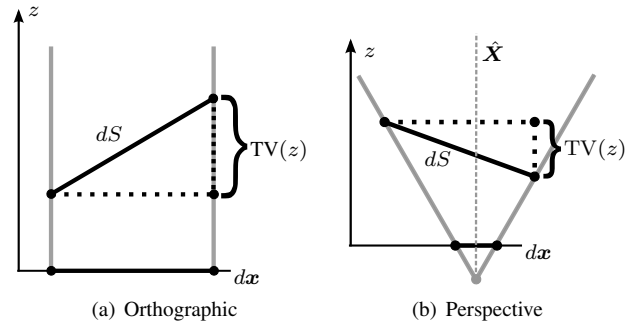 z
dS
TV(z)
dx
(a) Orthographic
z
X̂
dS
TV(z)
dx
(b) Perspective